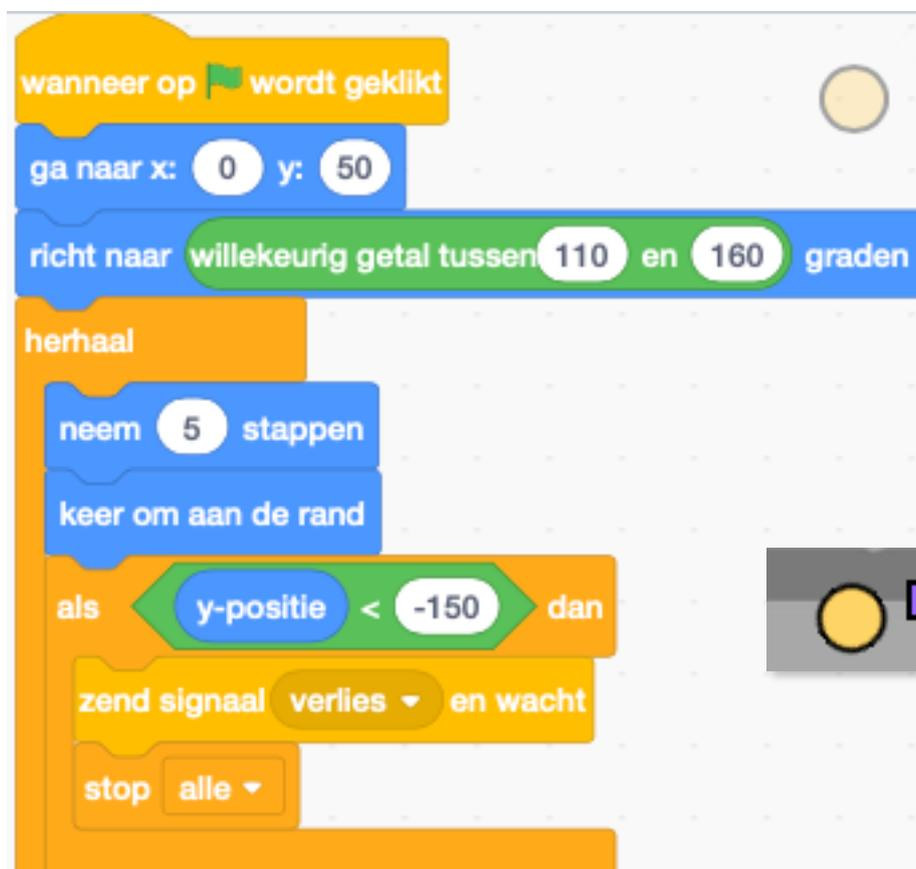 wanneer op wordt geklikt
ga naar x: 0 y: 50
richt naar willekeurig getal tussen 110 en 160 graden
herhaal
neem 5 stappen
keer om aan de rand
als y-positie < -150 dan
zend signaal verlies en wacht
stop alle